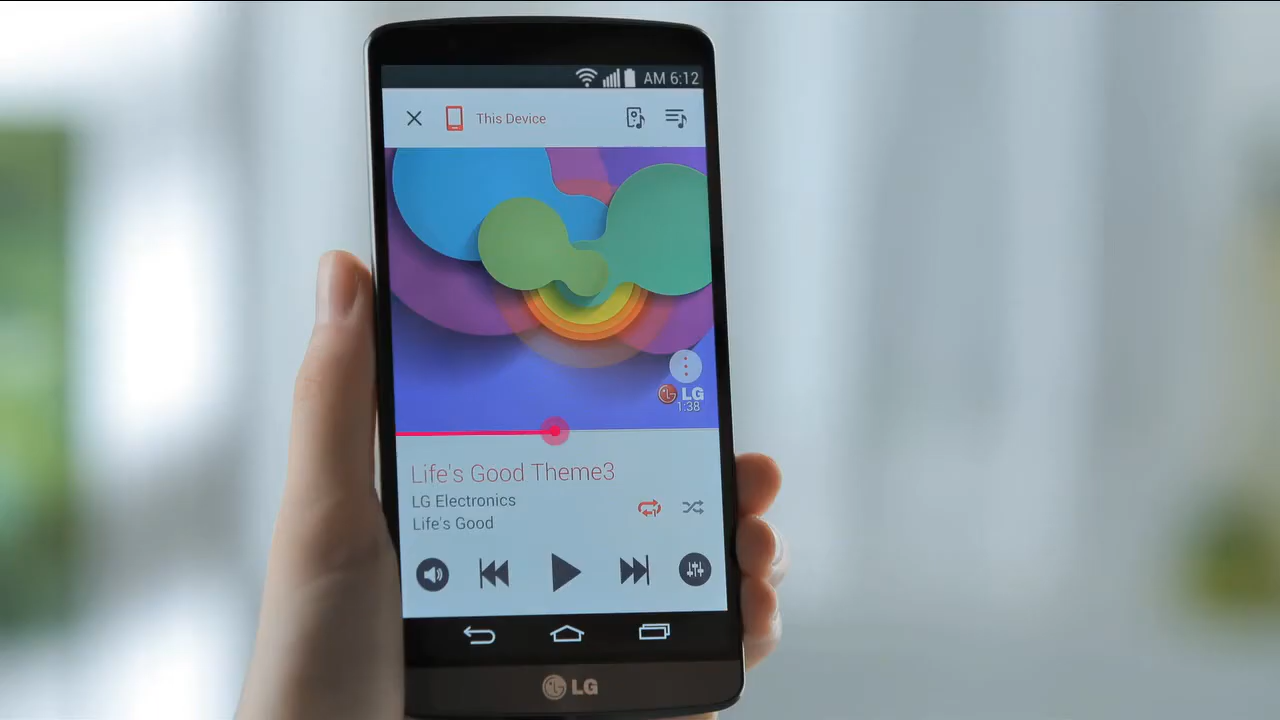 AM 6:12
This Device
LG
1:38
Life's Good Theme3
LG Electronics
Life's Good
LG